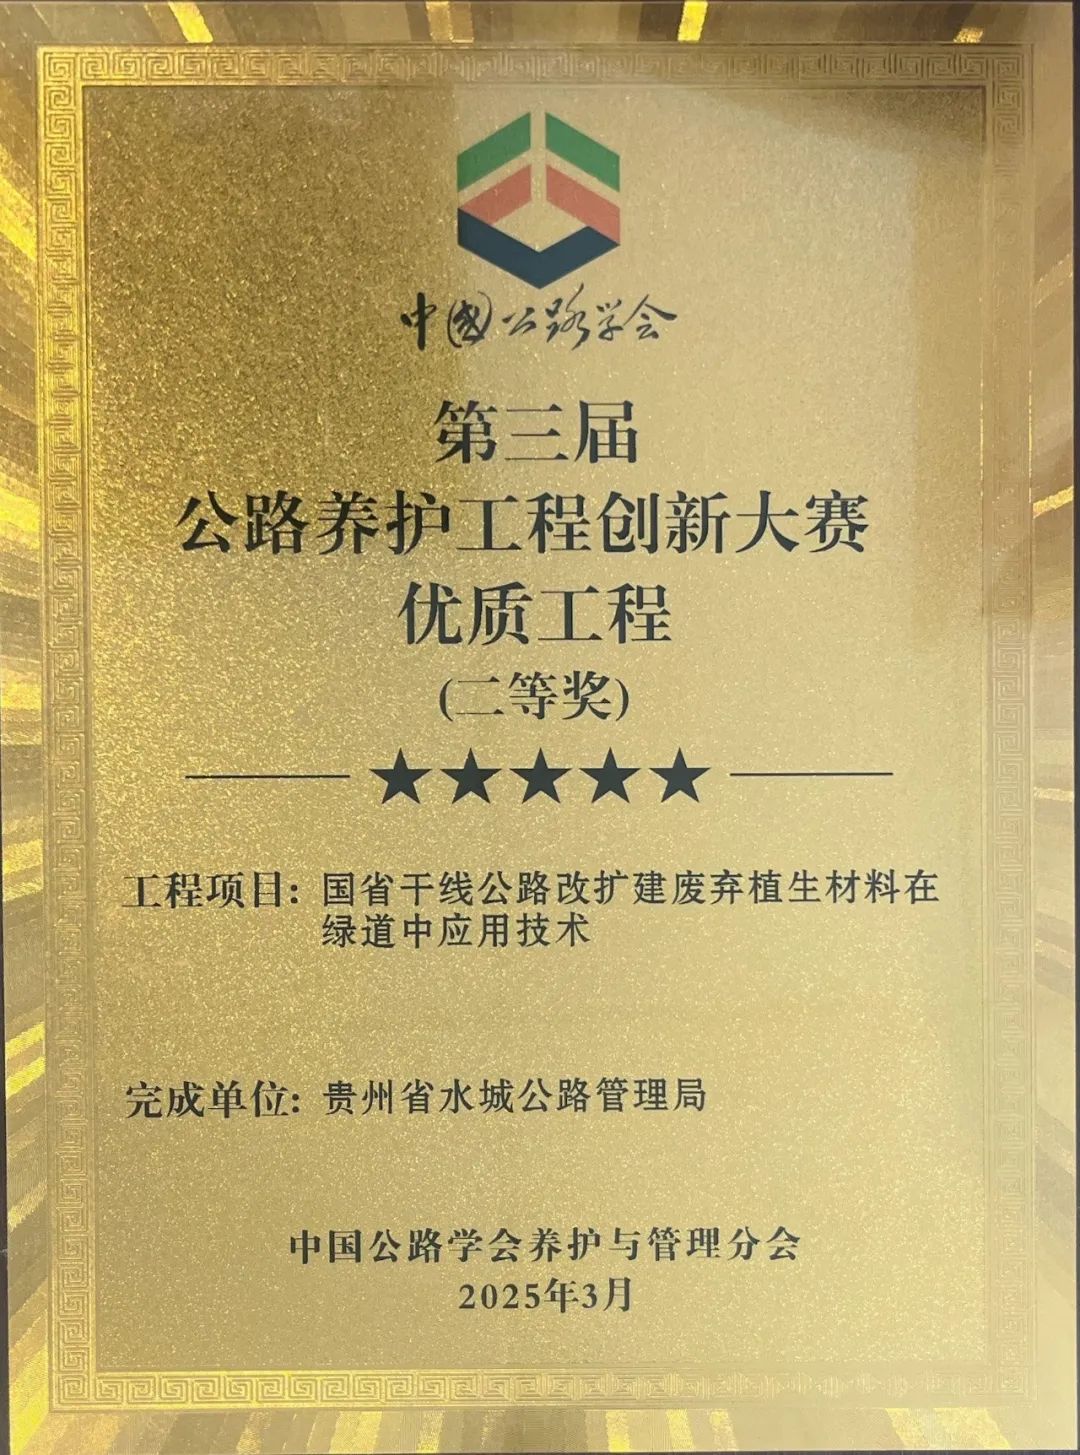 中国公路学会
第三届
公路养护工程创新大赛
优质工程
(二等奖)
工程项目: 国省干线公路改扩建废弃植生材料在
绿道中应用技术
完成单位: 贵州省水城公路管理局
中国公路学会养护与管理分会
2025年3月